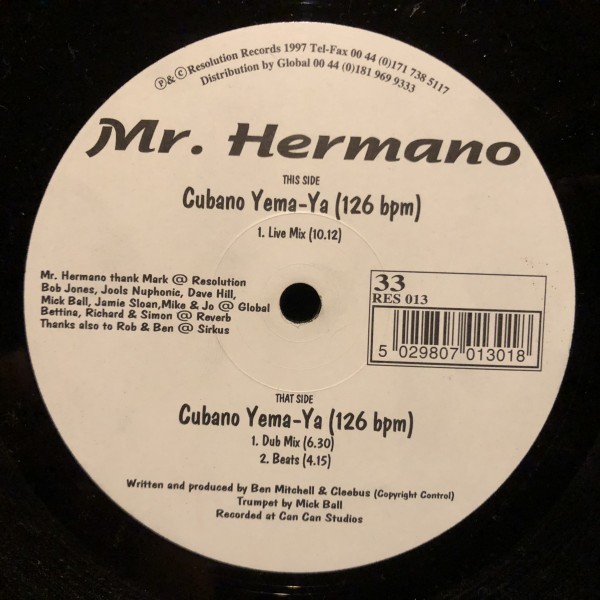 ℗&© Resolution Records 1997 Tel-Fax 00 44 (0)171 738 5117
Distribution by Global 00 44 (0)181 969 9333
Mr. Hermano
THIS SIDE
Cubano Yema-Ya (126 bpm)
1. Live Mix (10.12)
Mr. Hermano thank Mark @ Resolution
Bob Jones, Jools Nuphonic, Dave Hill,
Mick Ball, Jamie Sloan,Mike & Jo @ Global
Bettina, Richard & Simon @ Reverb
Thanks also to Rob & Ben @ Sirkus
33
RES 013
5 029807 013018
THAT SIDE
Cubano Yema-Ya (126 bpm)
1. Dub Mix (6.30)
2. Beats (4.15)
Written and produced by Ben Mitchell & Cleebus (Copyright Control)
Trumpet by Mick Ball
Recorded at Can Can Studios